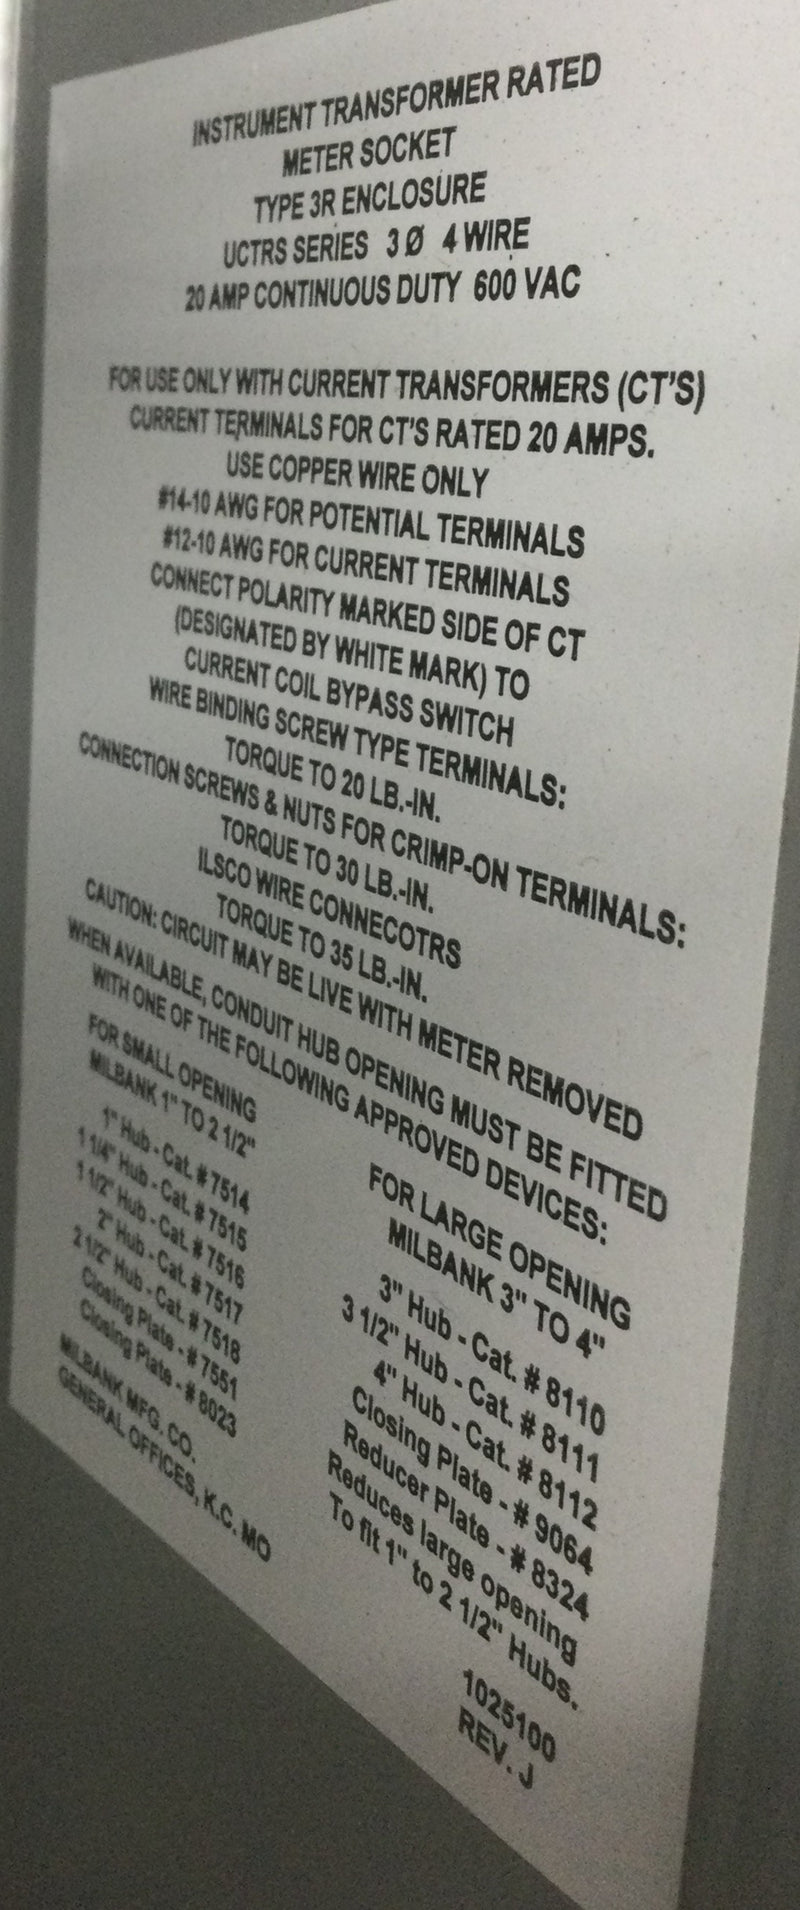 INSTRUMENT TRANSFORMER RATED
METER SOCKET
TYPE 3R ENCLOSURE
UCTRS SERIES 3 Ø 4 WIRE
20 AMP CONTINUOUS DUTY 600 VAC
FOR USE ONLY WITH CURRENT TRANSFORMERS (CT'S)
CURRENT TERMINALS FOR CT'S RATED 20 AMPS.
USE COPPER WIRE ONLY
#14-10 AWG FOR POTENTIAL TERMINALS
#12-10 AWG FOR CURRENT TERMINALS
CONNECT POLARITY MARKED SIDE OF CT
(DESIGNATED BY WHITE MARK) TO
CURRENT COIL BYPASS SWITCH
WIRE BINDING SCREW TYPE TERMINALS:
TORQUE TO 20 LB.-IN.
CONNECTION SCREWS & NUTS FOR CRIMP-ON TERMINALS:
TORQUE TO 30 LB.-IN.
ILSCO WIRE CONNECOTRS
TORQUE TO 35 LB.-IN.
CAUTION: CIRCUIT MAY BE LIVE WITH METER REMOVED
WHEN AVAILABLE, CONDUIT HUB OPENING MUST BE FITTED
WITH ONE OF THE FOLLOWING APPROVED DEVICES:
FOR SMALL OPENING
MILBANK 1" TO 2 1/2"
1" Hub - Cat. # 7514
1 1/4" Hub - Cat. # 7515
1 1/2" Hub - Cat. # 7516
2" Hub - Cat. # 7517
2 1/2" Hub - Cat. # 7518
Closing Plate - # 7551
Closing Plate - # 8023
MILBANK MFG. CO.
GENERAL OFFICES, K.C. MO
FOR LARGE OPENING
MILBANK 3" TO 4"
3" Hub - Cat. # 8110
3 1/2" Hub - Cat. # 8111
4" Hub - Cat. # 8112
Closing Plate - # 9064
Reducer Plate - # 8324
Reduces large opening
To fit 1" to 2 1/2" Hubs.
1025100
REV. J